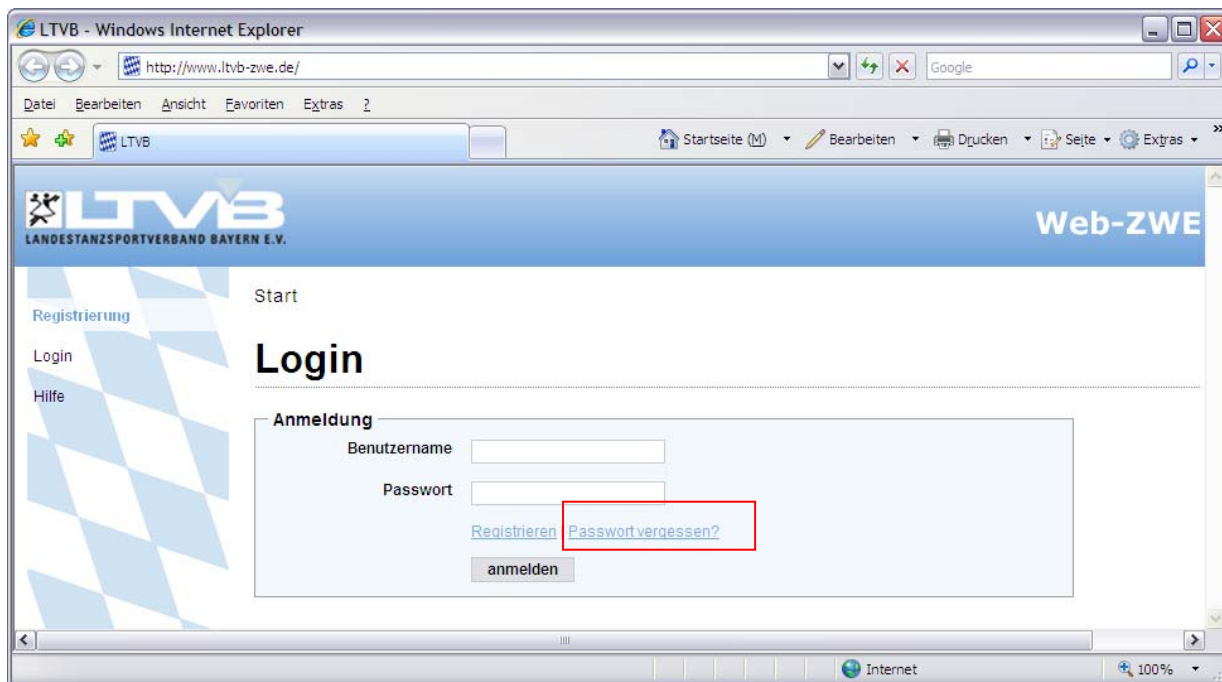 LTVB - Windows Internet Explorer
http://www.ltvb-zwe.de/
Google
Datei Bearbeiten Ansicht Favoriten Extras ?
LTVB
Startseite (M) Bearbeiten Drucken Seite Extras »
LTVB
LANDESTANZSPORTVERBAND BAYERN E.V.
Web-ZWE
Start
Registrierung
Login
Hilfe
Login
Anmeldung
Benutzername
Passwort
Registrieren | Passwort vergessen?
anmelden
Internet
100%